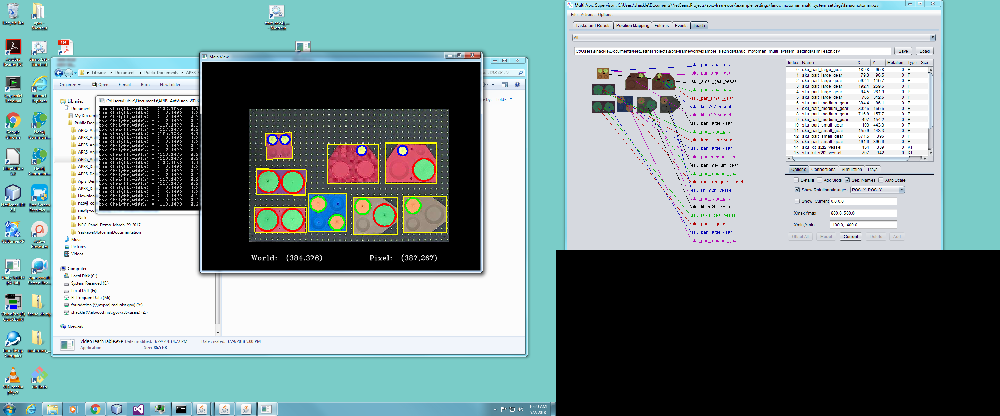 Recycle Bin
aprs - Shortcut
start_neo4j_... - Shortcut
Acrobat Reader DC
demo.bat - Shortcut
PDF
Cygwin64 Terminal
Internet Explorer
Google Chrome
Neo4j Communi...
LibreOffice 5.2
Neo4j Communi...
NetBeans IDE 8.1
Free Screen Recorder ...
CDBurnerXP
Active Presenter
Unity 5.4.0f3 (64-bit)
Apowersoft Screen Rec...
VisionPro (R) QuickBuild
fanuc_db.zip
Inno Setup Compiler
motoman_...
VLC media player
Git Bash
Libraries
Documents
Public Documents
APRS_A
ion_2018_03_29
Organize
Open
E-mail
Burn
New folder
e by:
Folder
Libraries
Documents
My Docum
Public Docu
APRS_Ant
APRS_Ant
APRS_Ant
APRS_Ant
APRS_Ant
APRS_Der
APRS_Der
Aprs_Dem
APRS_Der
Download
neo4j-cor
neo4j-cor
Nick
NRC_Panel_Demo_March_29_2017
YaskawaMotomanDocumentation
Music
Pictures
Videos
Computer
Local Disk (C:)
System Reserved (E:)
Local Disk (F:)
EL Program Data (M:)
foundation (\\mxproj.mel.nist.gov) (Y:)
shackle (\\elwood.nist.gov\735\users) (Z:)
Network
VideoTeachTable.exe Date modified: 3/29/2018 4:27 PM Date created: 3/29/2018 5:00 PM
Application Size: 86.5 KB
C:\Users\Public\Documents\APRS_AntVision_2018_
box (height,width) = (122,105) 0.1
box (height,width) = (117,149) 0.2
box (height,width) = (117,149) 0.2
box (height,width) = (117,149) 0.2
box (height,width) = (117,149) 0.2
box (height,width) = (117,149) 0.2
box (height,width) = (105,122) 0.1
box (height,width) = (117,149) 0.2
box (height,width) = (117,149) 0.2
box (height,width) = (118,149) 0.2
box (height,width) = (117,149) 0.2
box (height,width) = (118,149) 0.2
box (height,width) = (118,149) 0.2
box (height,width) = (122,105) 0.1
box (height,width) = (117,149) 0.2
box (height,width) = (117,149) 0.2
box (height,width) = (117,149) 0.2
box (height,width) = (117,149) 0.2
box (height,width) = (117,149) 0.2
box (height,width) = (117,149) 0.2
box (height,width) = (118,149) 0.2
box (height,width) = (118,149) 0.2
box (height,width) = (118,149) 0.2
box (height,width) = (118,149) 0.2
Main View
World: (384,376) Pixel: (387,267)
10:29 AM
5/2/2018
Multi Aprs Supervisor : C:\Users\shackle\Documents\NetBeansProjects\aprs-framework\example_settings\fanuc_motoman_multi_system_settings\fanucmotoman.csv
File Actions Options
Tasks and Robots Position Mapping Futures Events Teach
All
C:\Users\shackle\Documents\NetBeansProjects\aprs-framework\example_settings\fanuc_motoman_multi_system_settings\simTeach.csv Save Load
sku_part_small_gear
sku_part_small_gear
sku_small_gear_vessel
sku_part_small_gear
sku_part_small_gear
sku_kit_s2l2_vessel
sku_kit_s2l2_vessel
sku_part_large_gear
sku_part_large_gear
sku_large_gear_vessel
sku_part_large_gear
sku_part_medium_gear
sku_part_medium_gear
sku_part_medium_gear
sku_medium_gear_vessel
sku_kit_m2l1_vessel
sku_part_large_gear
sku_kit_m2l1_vessel
sku_large_gear_vessel
sku_part_large_gear
sku_part_large_gear
sku_part_medium_gear
Index Name X Y Rotation Type Sco
0 sku_part_large_gear 189.8 95.8 0 P
1 sku_part_large_gear 79.3 96.5 0 P
2 sku_part_large_gear 592.1 115.7 0 P
3 sku_part_large_gear 192.1 259.6 0 P
4 sku_part_large_gear 84.5 261.9 0 P
5 sku_part_large_gear 765 312.6 0 P
6 sku_part_medium_gear 384.4 86.1 0 P
7 sku_part_medium_gear 302.6 165.6 0 P
8 sku_part_medium_gear 716.8 157.7 0 P
9 sku_part_medium_gear 497 154.2 0 P
10 sku_part_small_gear 103 443.3 0 P
11 sku_part_small_gear 155.9 443.3 0 P
12 sku_part_small_gear 671.5 396 0 P
13 sku_part_small_gear 491.6 396.6 0 P
14 sku_kit_s2l2_vessel 454 339 0 KT
15 sku_kit_s2l2_vessel 707 342 0 KT
Options Connections Simulation Trays
Details Add Slots Sep. Names Auto Scale
Show Rotations/Images POS_X_POS_Y
Show Current 0.0,0.0
Xmax,Ymax 800.0, 500.0
Xmin,Ymin : -100.0, -400.0
Offset All Reset Current Delete Add